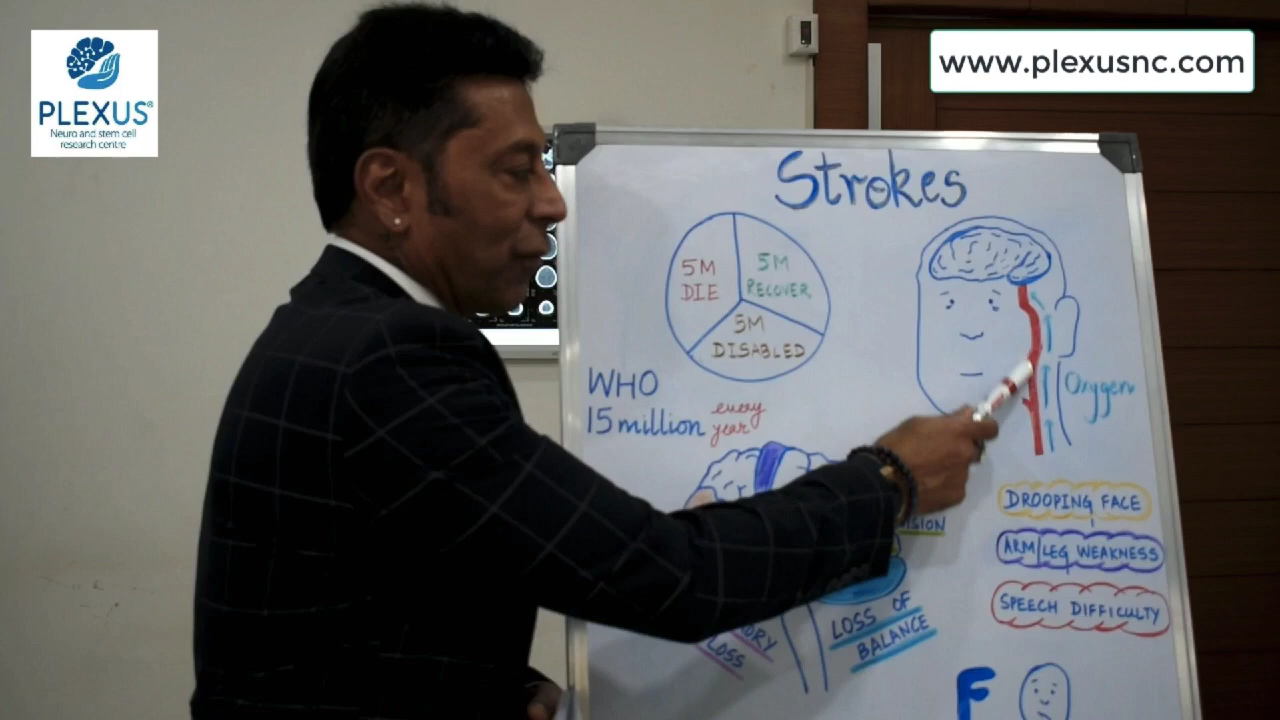 PLEXUS®
Neuro and stem cell
research centre
www.plexusnc.com
Strokes
5M
DIE
5M
RECOVER
5M
DISABLED
WHO
15 million every
year
Oxygen
DROOPING FACE
ARM/LEG WEAKNESS
SPEECH DIFFICULTY
LOSS OF
BALANCE
LOSS
F